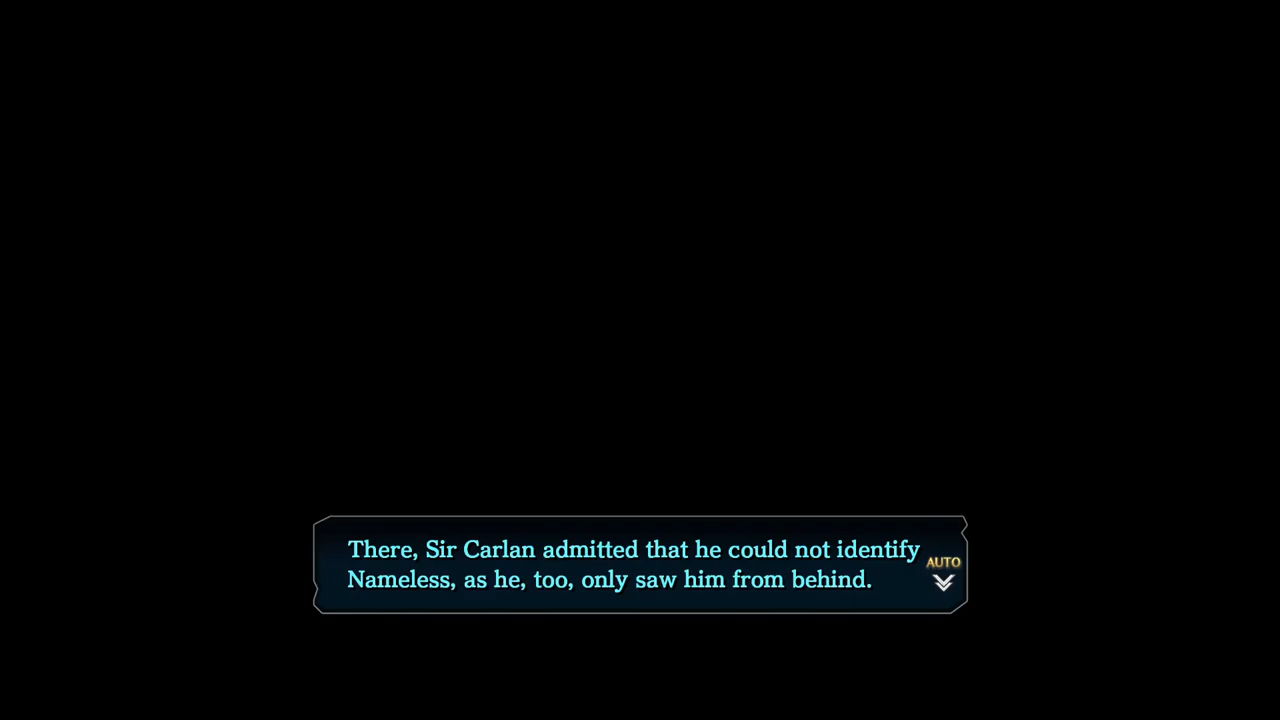 There, Sir Carlan admitted that he could not identify
Nameless, as he, too, only saw him from behind.
AUTO